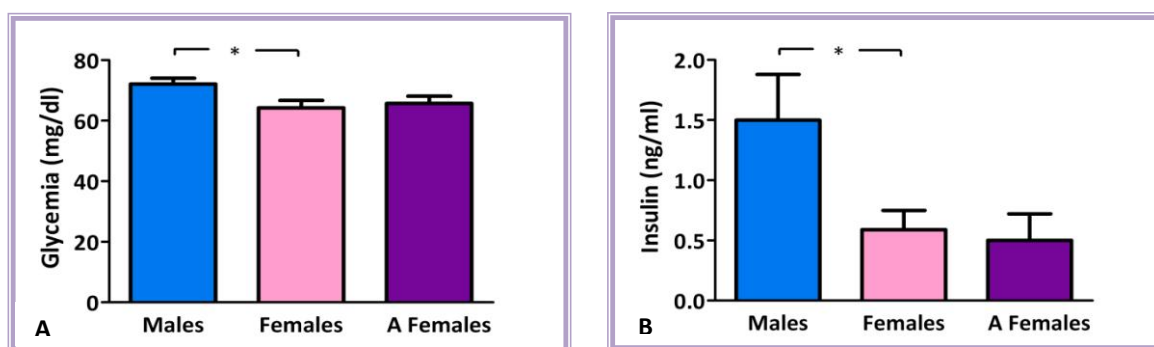 80
60
40
20
0
Glycemia (mg/dl)
*
Males
Females
A Females
A
2.0
1.5
1.0
0.5
0.0
Insulin (ng/ml)
*
Males
Females
A Females
B